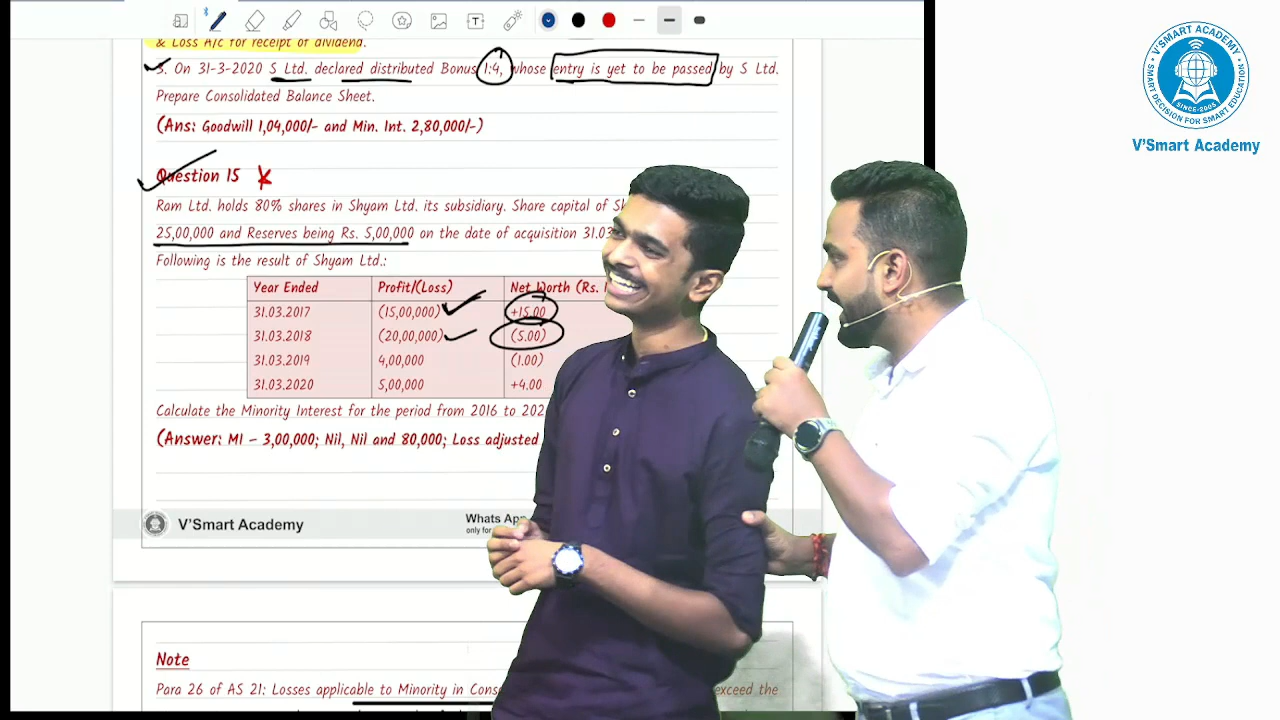 & Loss A/c for receipt of dividend.
3. On 31-3-2020 S Ltd. declared distributed Bonus 1:4, whose entry is yet to be passed by S Ltd.
Prepare Consolidated Balance Sheet.
(Ans: Goodwill 1,04,000/- and Min. Int. 2,80,000/-)
Question 15
Ram Ltd. holds 80% shares in Shyam Ltd. its subsidiary. Share capital of
25,00,000 and Reserves being Rs. 5,00,000 on the date of acquisition
Following is the result of Shyam Ltd.:
Year Ended Profit/(Loss) Net Worth (Rs.
31.03.2017 (15,00,000) +15.00
31.03.2018 (20,00,000) (5.00)
31.03.2019 4,00,000 (1.00)
31.03.2020 5,00,000 +4.00
Calculate the Minority Interest for the period from 2016 to
(Answer: MI – 3,00,000; Nil, Nil and 80,000; Loss adjusted
V'Smart Academy
Whats App
only for
Note
Para 26 of AS 21: Losses applicable to Minority in exceed the
V'SMART ACADEMY
SMART DECISION FOR SMART EDUCATION
SINCE-2005
V'Smart Academy